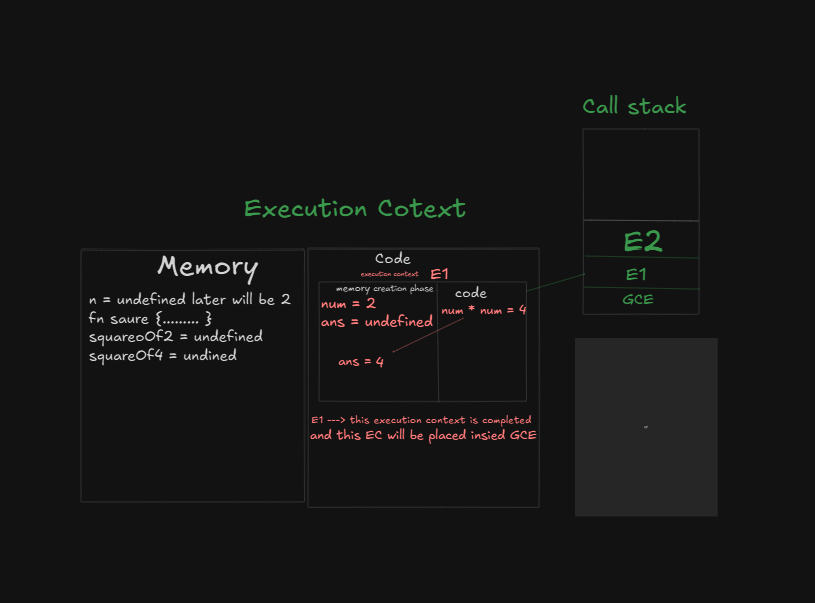 Call stack
Execution Cotext
Memory
n = undefined later will be 2
fn saure {......... }
squareoOf2 = undefined
squareOf4 = undined
Code
execution context E1
memory creation phase
num = 2
ans = undefined
ans = 4
code
num * num = 4
E1 ---> this execution context is completed
and this EC will be placed insied GCE
E2
E1
GCE